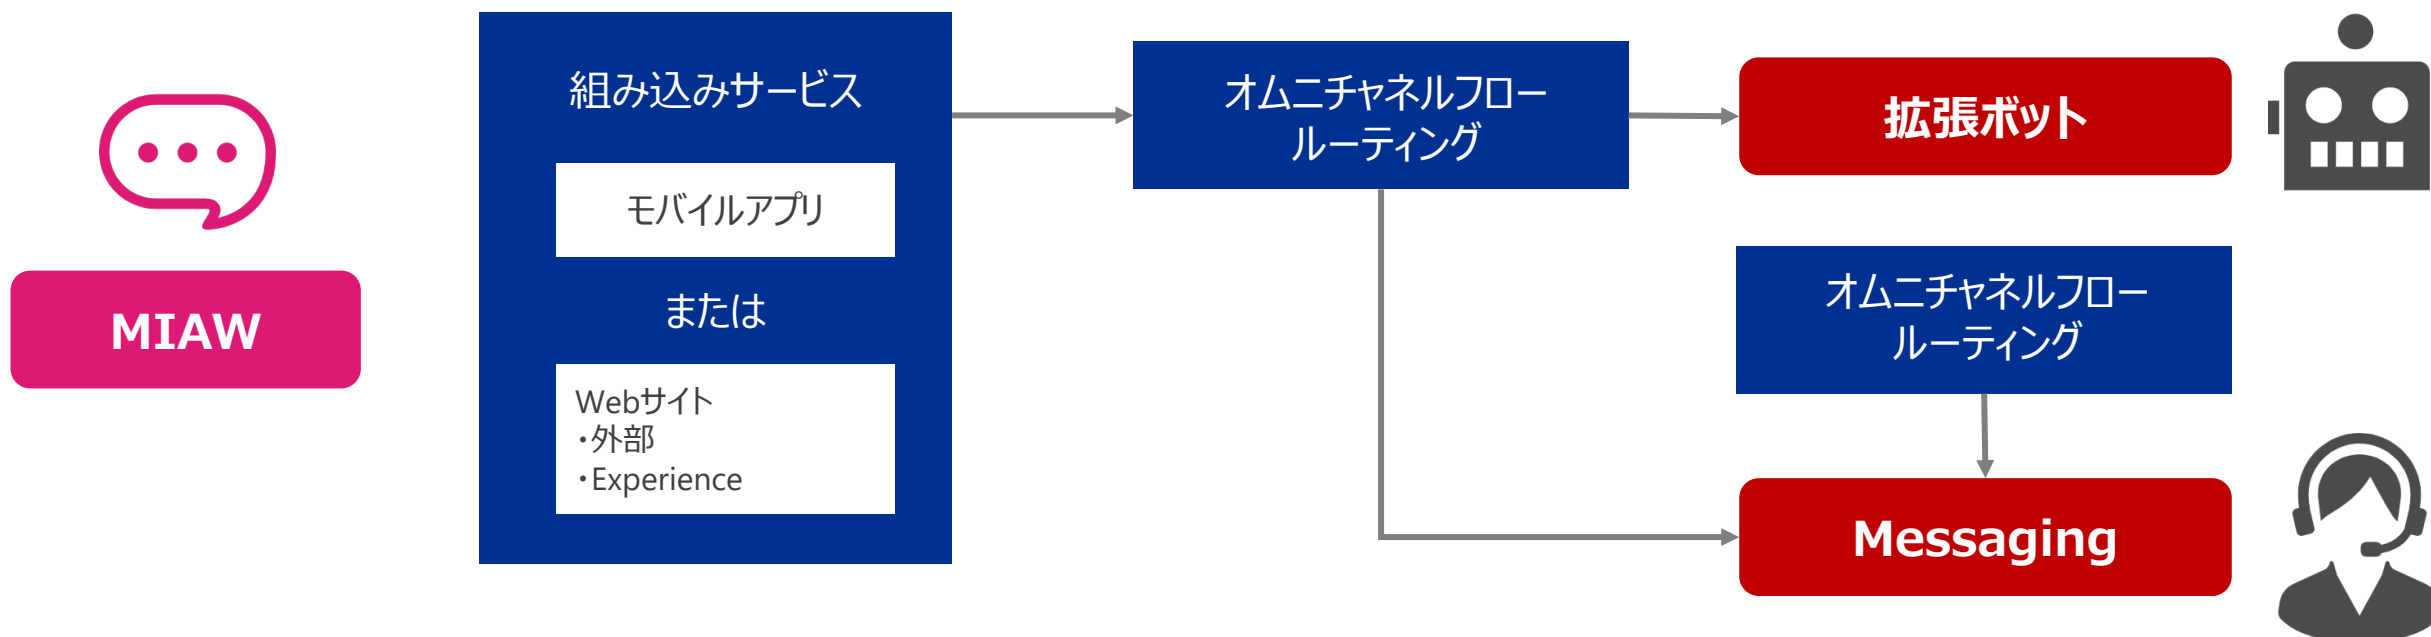 MIAW
組み込みサービス
モバイルアプリ
または
Webサイト
・外部
・Experience
オムニチャネルフロー
ルーティング
拡張ボット
オムニチャネルフロー
ルーティング
Messaging